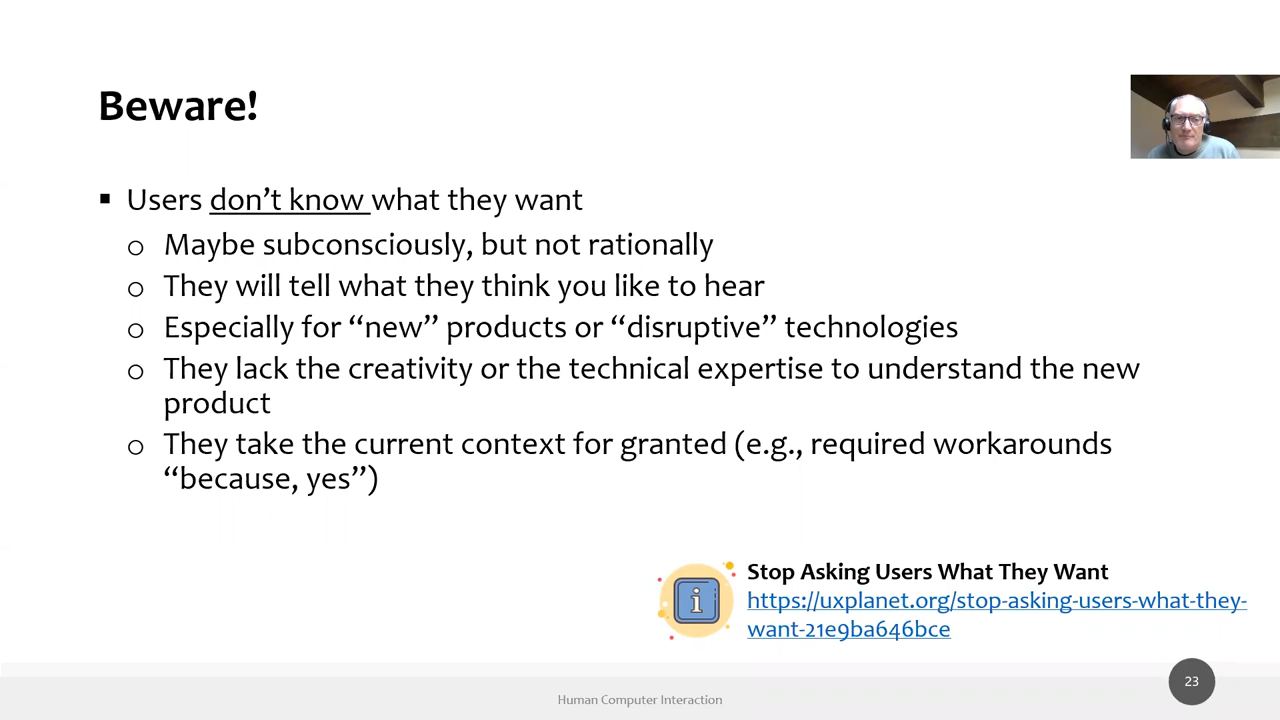 Beware!
▪ Users don’t know what they want
o Maybe subconsciously, but not rationally
o They will tell what they think you like to hear
o Especially for “new” products or “disruptive” technologies
o They lack the creativity or the technical expertise to understand the new
product
o They take the current context for granted (e.g., required workarounds
“because, yes”)
i
Stop Asking Users What They Want
https://uxplanet.org/stop-asking-users-what-they-
want-21e9ba646bce
Human Computer Interaction
23